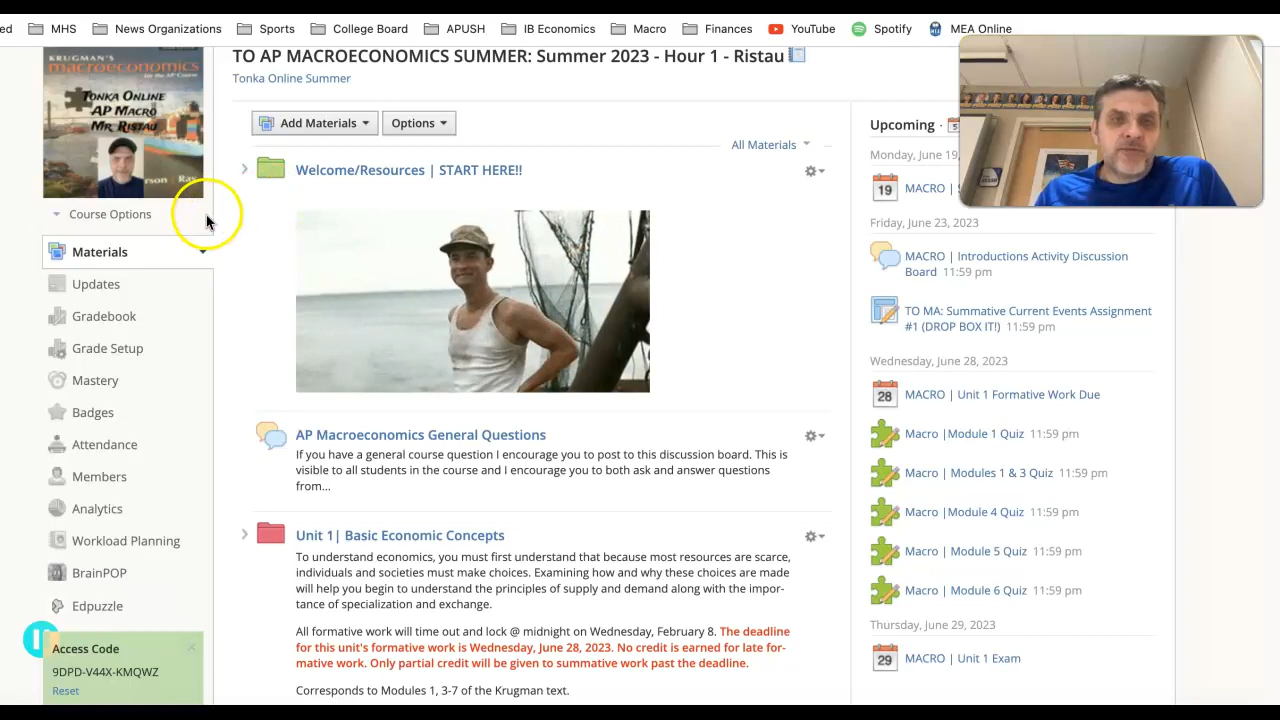 ed MHS News Organizations Sports College Board APUSH IB Economics Macro Finances YouTube Spotify MEA Online
TO AP MACROECONOMICS SUMMER: Summer 2023 - Hour 1 - Ristau
Tonka Online Summer
KRUGMAN'S
macroeconomics
TONKA ONLINE
AP MACRO
MR. RISTAU
Course Options
Materials
Updates
Gradebook
Grade Setup
Mastery
Badges
Attendance
Members
Analytics
Workload Planning
BrainPOP
Edpuzzle
Access Code
9DPD-V44X-KMQWZ
Reset
Add Materials Options
All Materials
Welcome/Resources | START HERE!!
AP Macroeconomics General Questions
If you have a general course question I encourage you to post to this discussion board. This is
visible to all students in the course and I encourage you to both ask and answer questions
from...
Unit 1| Basic Economic Concepts
To understand economics, you must first understand that because most resources are scarce,
individuals and societies must make choices. Examining how and why these choices are made
will help you begin to understand the principles of supply and demand along with the impor-
tance of specialization and exchange.
All formative work will time out and lock @ midnight on Wednesday, February 8. The deadline
for this unit's formative work is Wednesday, June 28, 2023. No credit is earned for late for-
mative work. Only partial credit will be given to summative work past the deadline.
Corresponds to Modules 1, 3-7 of the Krugman text.
Upcoming ·
Monday, June 19,
19 MACRO |
Friday, June 23, 2023
MACRO | Introductions Activity Discussion
Board 11:59 pm
TO MA: Summative Current Events Assignment
#1 (DROP BOX IT!) 11:59 pm
Wednesday, June 28, 2023
28 MACRO | Unit 1 Formative Work Due
Macro |Module 1 Quiz 11:59 pm
Macro | Modules 1 & 3 Quiz 11:59 pm
Macro |Module 4 Quiz 11:59 pm
Macro | Module 5 Quiz 11:59 pm
Macro | Module 6 Quiz 11:59 pm
Thursday, June 29, 2023
29 MACRO | Unit 1 Exam